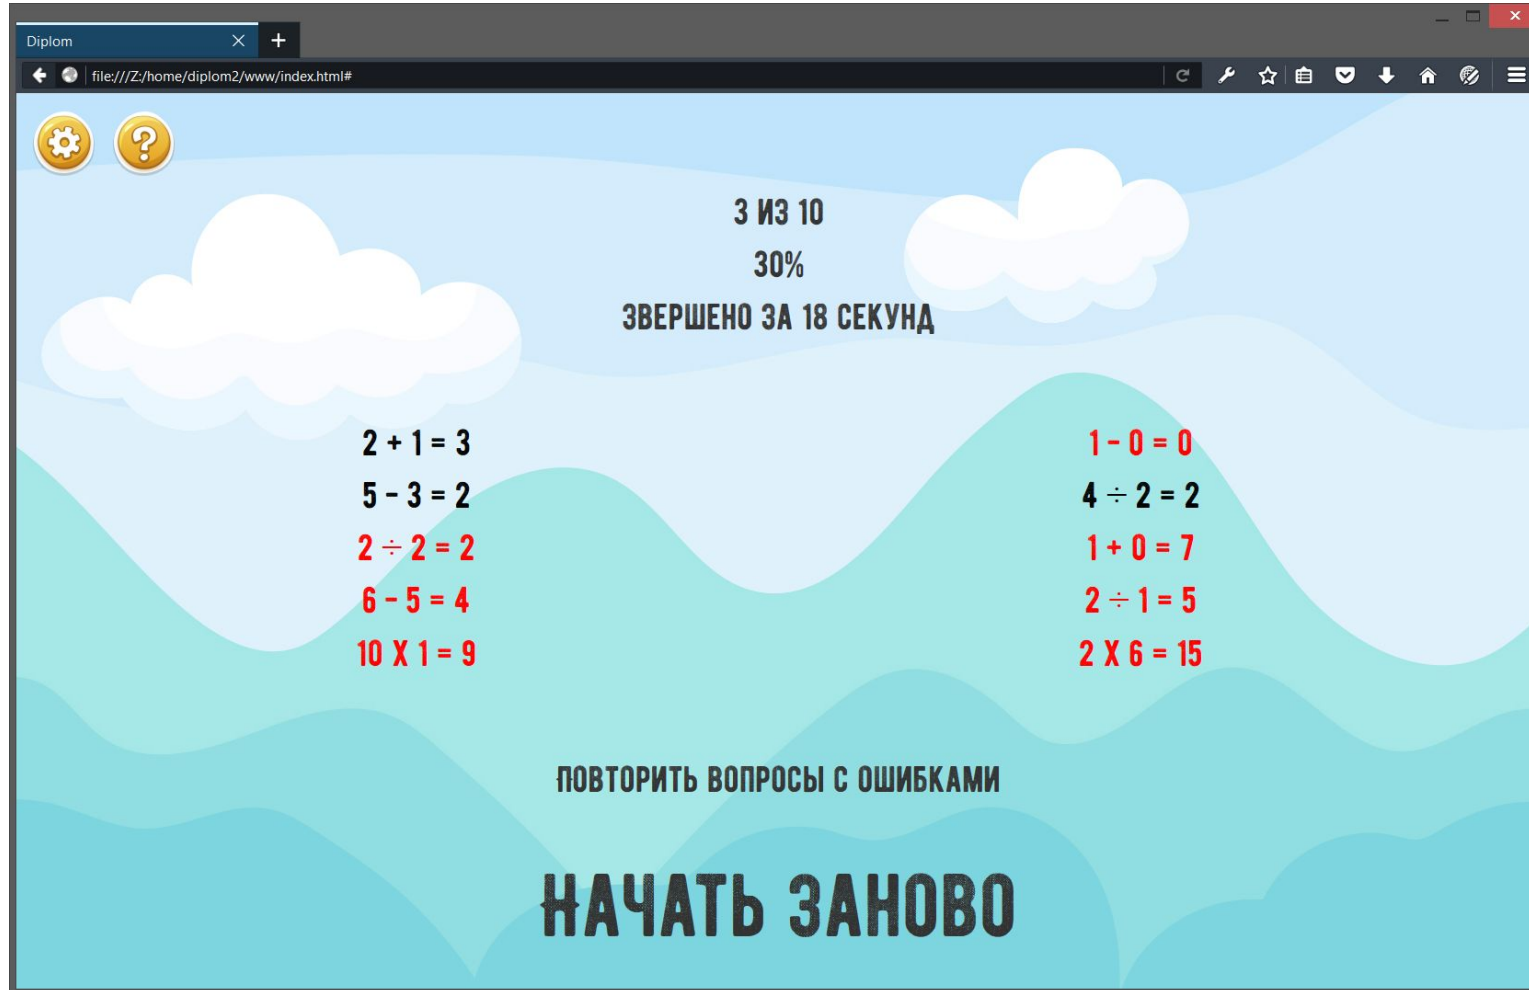 Diplom
file:///Z:/home/diplom2/www/index.html#
3 ИЗ 10
30%
ЗВЕРШЕНО ЗА 18 СЕКУНД
2 + 1 = 3
5 - 3 = 2
2 ÷ 2 = 2
6 - 5 = 4
10 X 1 = 9
1 - 0 = 0
4 ÷ 2 = 2
1 + 0 = 7
2 ÷ 1 = 5
2 X 6 = 15
ПОВТОРИТЬ ВОПРОСЫ С ОШИБКАМИ
НАЧАТЬ ЗАНОВО